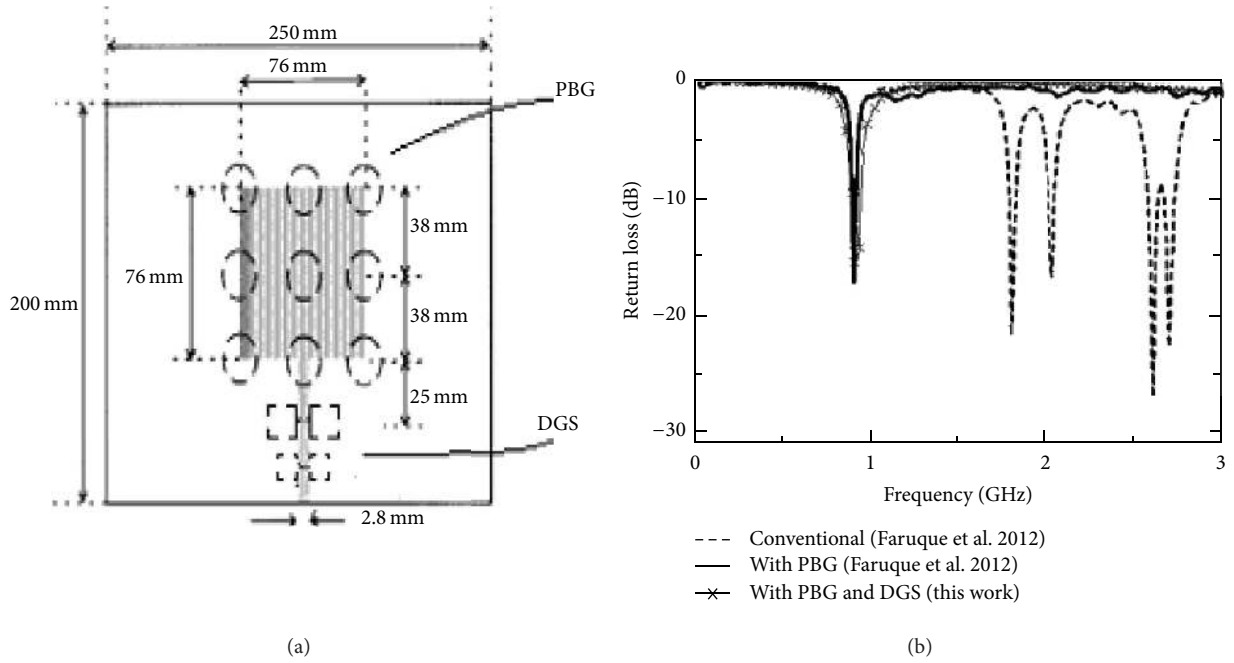 250 mm
76 mm
PBG
38 mm
76 mm
200 mm
38 mm
25 mm
DGS
2.8 mm
(a)
0
−10
−20
−30
Return loss (dB)
0
1
2
3
Frequency (GHz)
Conventional (Faruque et al. 2012)
With PBG (Faruque et al. 2012)
With PBG and DGS (this work)
(b)